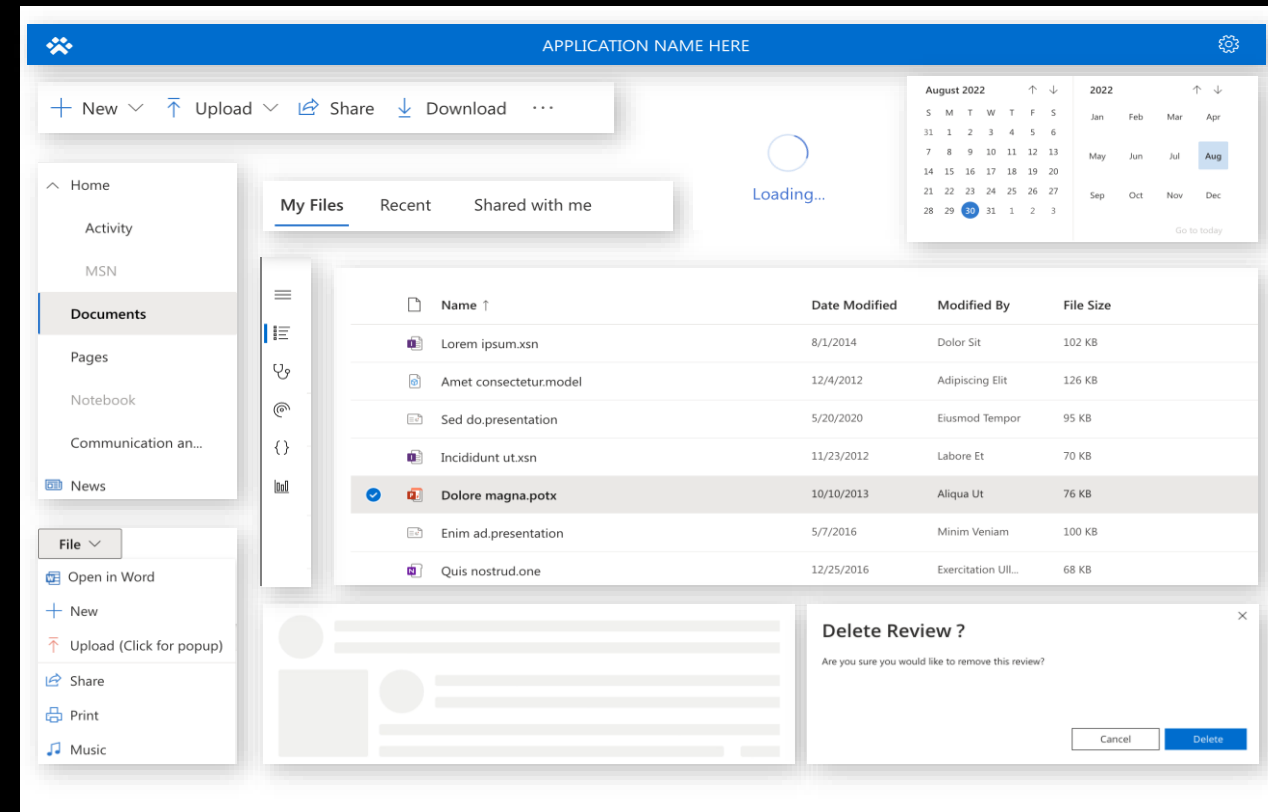 APPLICATION NAME HERE
New Upload Share Download ...
August 2022
S M T W T F S
31 1 2 3 4 5 6
7 8 9 10 11 12 13
14 15 16 17 18 19 20
21 22 23 24 25 26 27
28 29 30 31 1 2 3
2022
Jan Feb Mar Apr
May Jun Jul Aug
Sep Oct Nov Dec
Go to today
Loading...
Home
Activity
MSN
Documents
Pages
Notebook
Communication an...
News
My Files Recent Shared with me
Name ↑ Date Modified Modified By File Size
Lorem ipsum.xsn 8/1/2014 Dolor Sit 102 KB
Amet consectetur.model 12/4/2012 Adipiscing Elit 126 KB
Sed do.presentation 5/20/2020 Eiusmod Tempor 95 KB
Incididunt ut.xsn 11/23/2012 Labore Et 70 KB
Dolore magna.potx 10/10/2013 Aliqua Ut 76 KB
Enim ad.presentation 5/7/2016 Minim Veniam 100 KB
Quis nostrud.one 12/25/2016 Exercitation Ull... 68 KB
File
Open in Word
New
Upload (Click for popup)
Share
Print
Music
Delete Review ?
Are you sure you would like to remove this review?
Cancel Delete